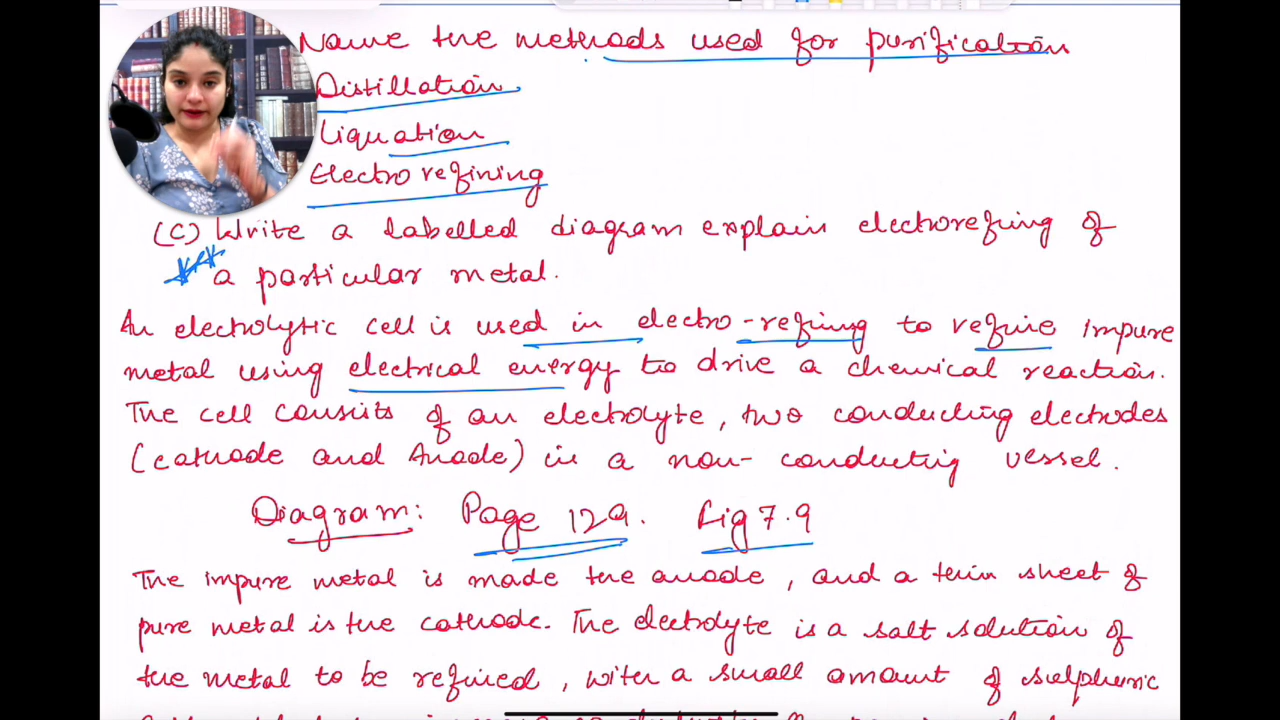 Name the methods used for purification
Distillation
Liquation
Electrorefining
(C) Write a labelled diagram explain electrorefing of
a particular metal.
An electrolytic cell is used in electro-refining to refine impure
metal using electrical energy to drive a chemical reaction.
The cell consists of an electrolyte, two conducting electrodes
(cathode and Anode) in a non-conducting vessel.
Diagram: Page 129. Fig 7.9
The impure metal is made the anode, and a thin sheet of
pure metal is the cathode. The electrolyte is a salt solution of
the metal to be refined, with a small amount of sulphuric